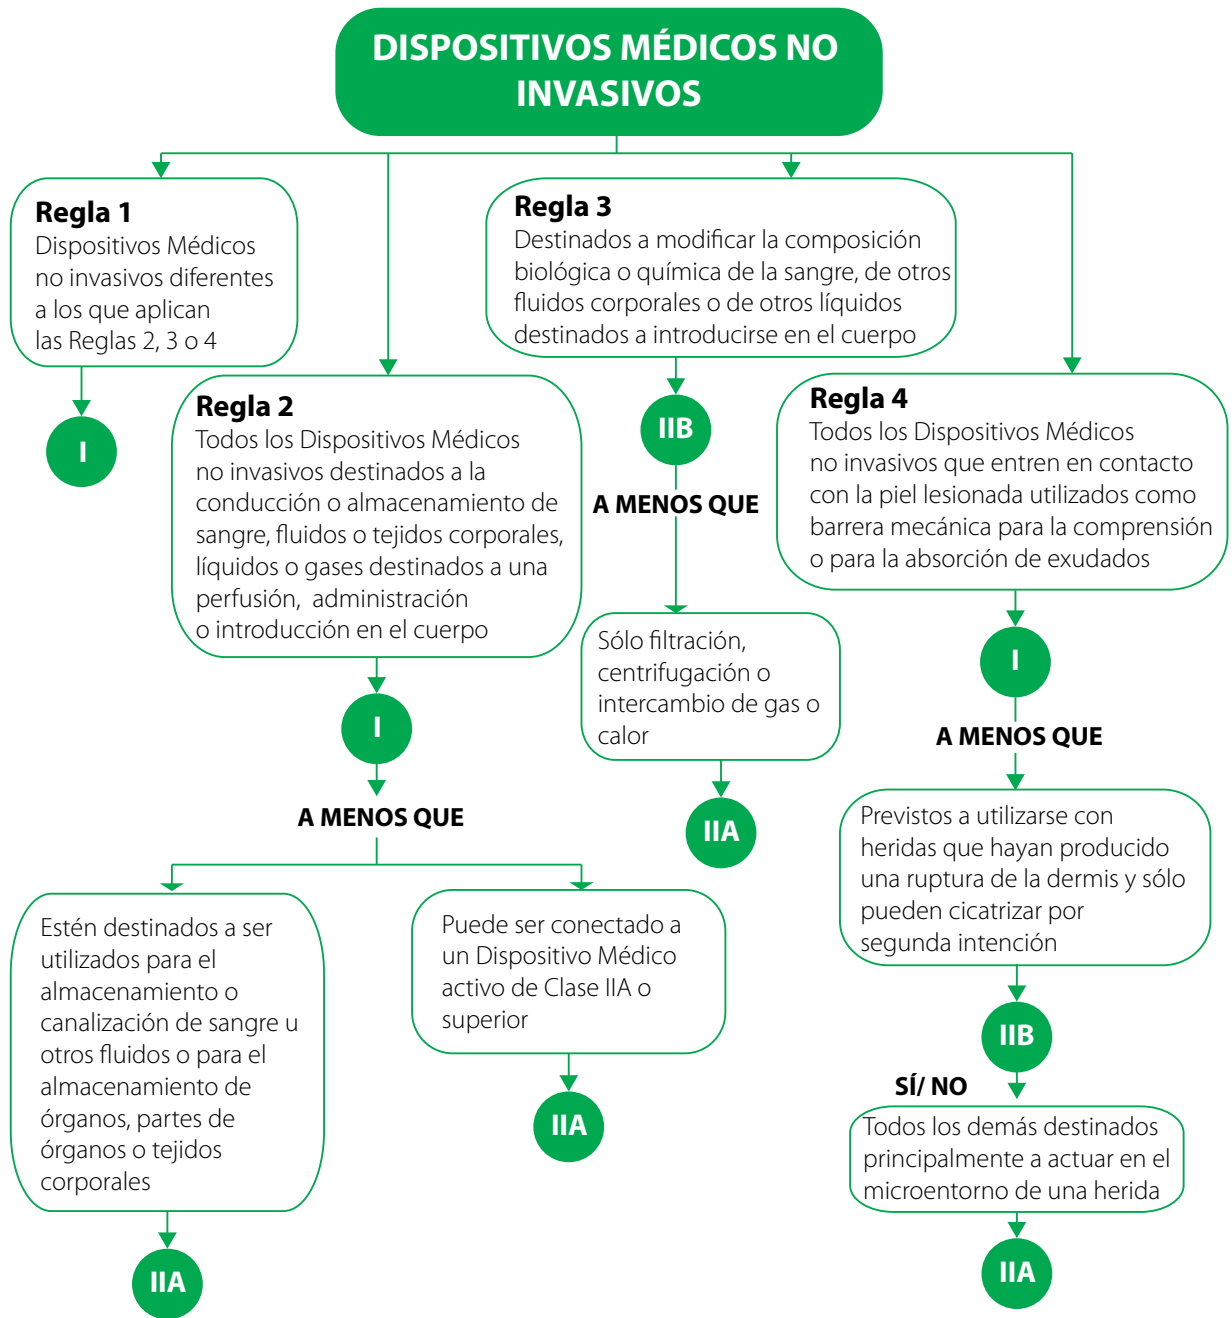 DISPOSITIVOS MÉDICOS NO
INVASIVOS
Regla 1
Dispositivos Médicos
no invasivos diferentes
a los que aplican
las Reglas 2, 3 o 4
I
Regla 2
Todos los Dispositivos Médicos
no invasivos destinados a la
conducción o almacenamiento de
sangre, fluidos o tejidos corporales,
líquidos o gases destinados a una
perfusión, administración
o introducción en el cuerpo
I
A MENOS QUE
Estén destinados a ser
utilizados para el
almacenamiento o
canalización de sangre u
otros fluidos o para el
almacenamiento de
órganos, partes de
órganos o tejidos
corporales
IIA
Puede ser conectado a
un Dispositivo Médico
activo de Clase IIA o
superior
IIA
Regla 3
Destinados a modificar la composición
biológica o química de la sangre, de otros
fluidos corporales o de otros líquidos
destinados a introducirse en el cuerpo
IIB
A MENOS QUE
Sólo filtración,
centrifugación o
intercambio de gas o
calor
IIA
Regla 4
Todos los Dispositivos Médicos
no invasivos que entren en contacto
con la piel lesionada utilizados como
barrera mecánica para la comprensión
o para la absorción de exudados
I
A MENOS QUE
Previstos a utilizarse con
heridas que hayan producido
una ruptura de la dermis y sólo
pueden cicatrizar por
segunda intención
IIB
SÍ/ NO
Todos los demás destinados
principalmente a actuar en el
microentorno de una herida
IIA